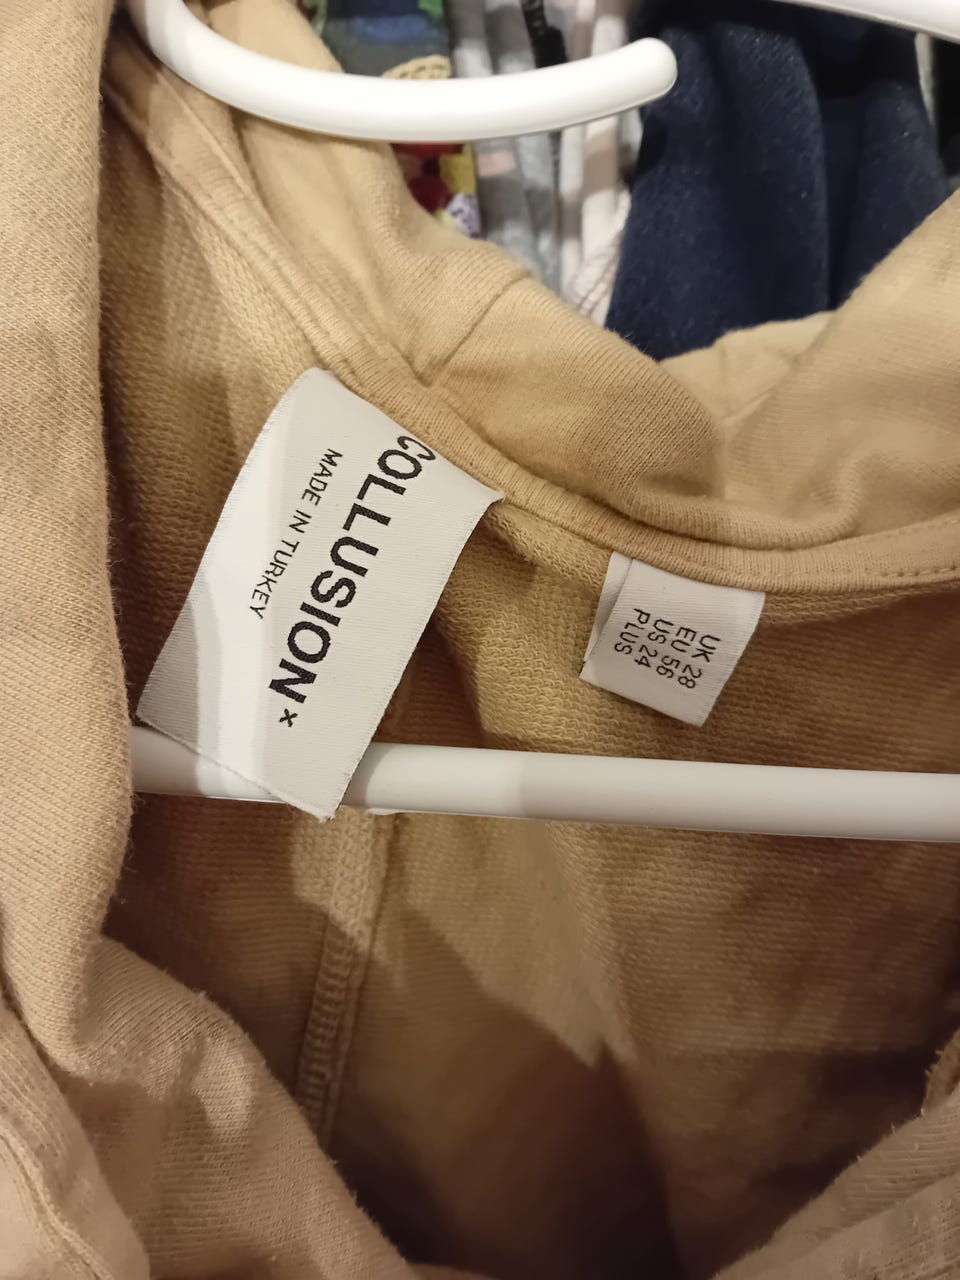 COLLUSION x
MADE IN TURKEY
UK 28
EU 56
US 24
PLUS